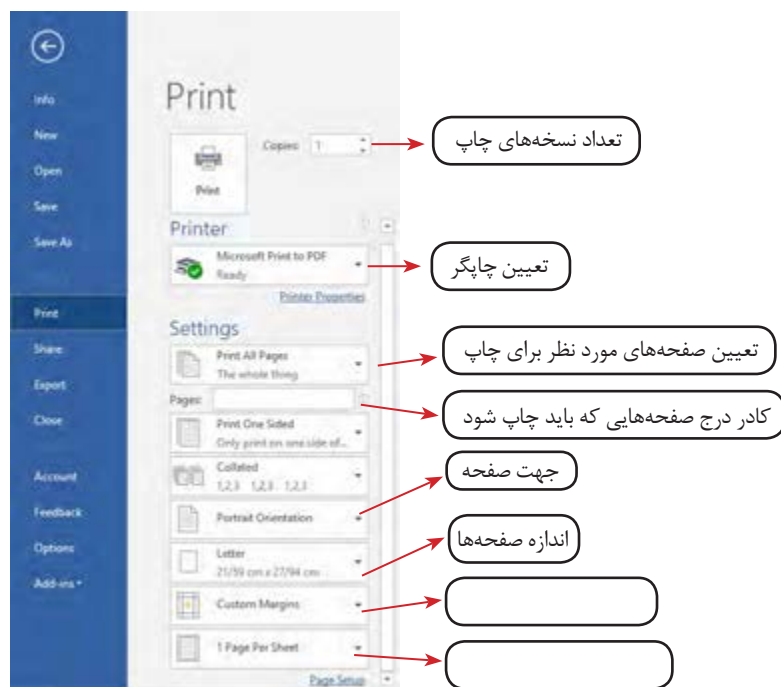 Info
New
Open
Save
Save As
Print
Share
Export
Close
Account
Feedback
Options
Add-ins
Print
Copies: 1
تعداد نسخه‌های چاپ
Print
Printer
Microsoft Print to PDF
Ready
تعیین چاپگر
Printer Properties
Settings
Print All Pages
The whole thing
تعیین صفحه‌های مورد نظر برای چاپ
Pages:
کادر درج صفحه‌هایی که باید چاپ شود
Print One Sided
Only print on one side of...
Collated
1,2,3 1,2,3 1,2,3
جهت صفحه
Portrait Orientation
اندازه صفحه‌ها
Letter
21/59 cm x 27/94 cm
Custom Margins
1 Page Per Sheet
Page Setup